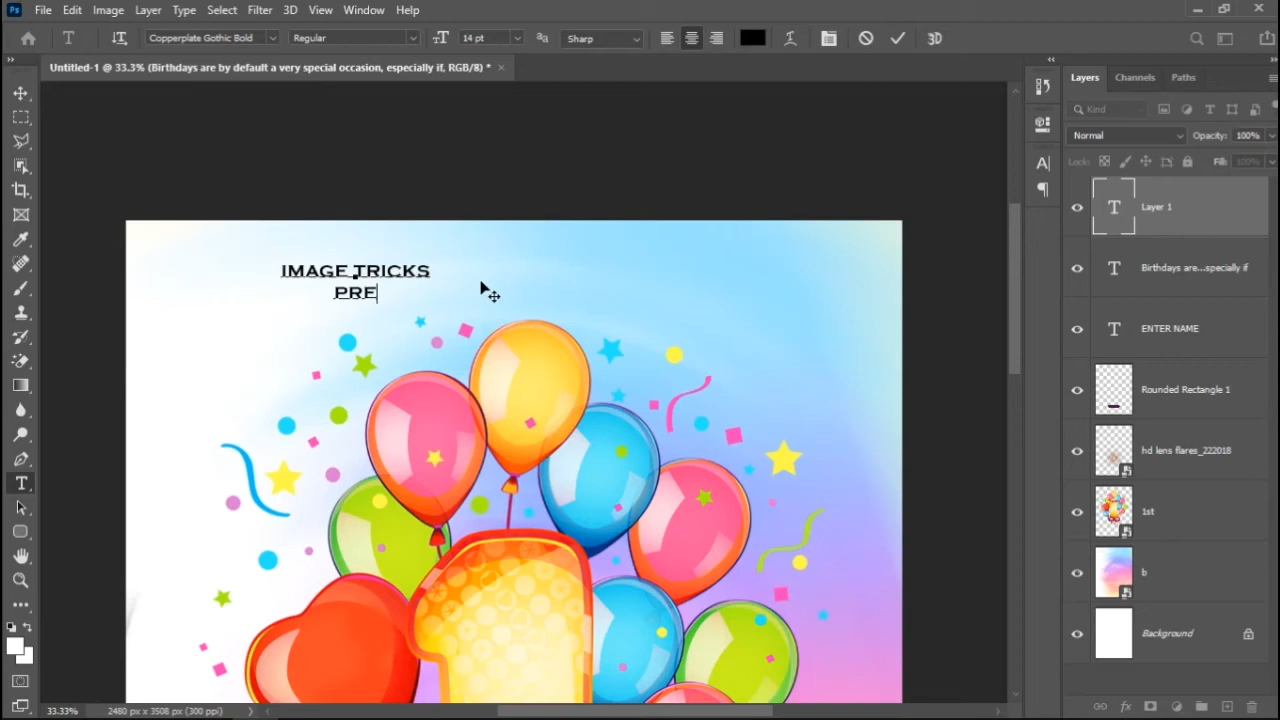 Ps File Edit Image Layer Type Select Filter 3D View Window Help
T Copperplate Gothic Bold Regular 14 pt Sharp 3D
Untitled-1 @ 33.3% (Birthdays are by default a very special occasion, especially if, RGB/8) * ×
Layers Channels Paths
Kind
Normal Opacity: 100%
Lock: Fill: 100%
T Layer 1
T Birthdays are...specially if
T ENTER NAME
Rounded Rectangle 1
hd lens flares_222018
1st
b
Background
IMAGE TRICKS
PRE
33.33% 2480 px x 3508 px (300 ppi)